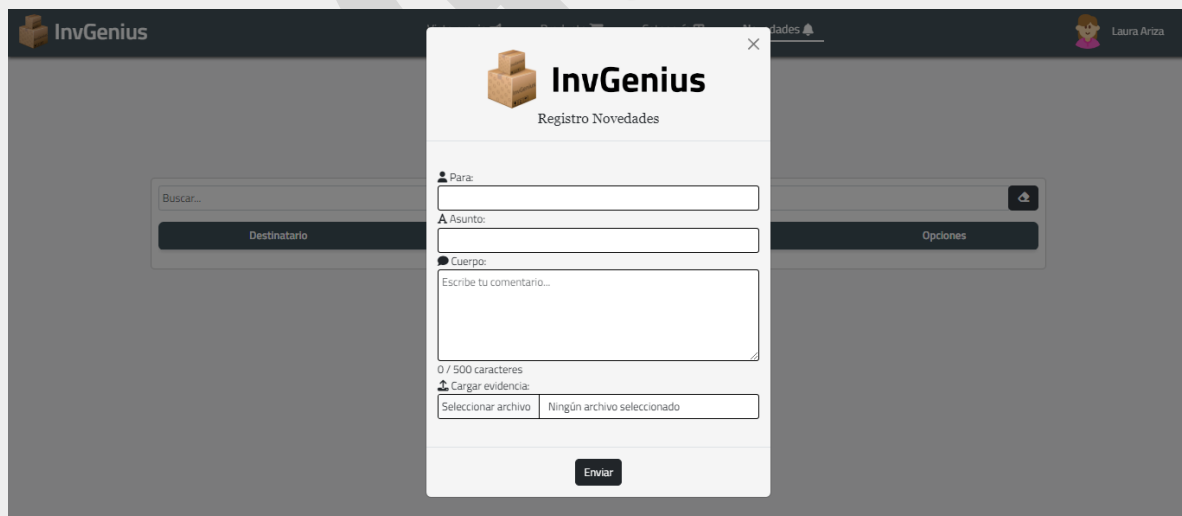 InvGenius
Novedades
Laura Ariza
InvGenius
Registro Novedades
Para:
Buscar...
Asunto:
Destinatario
Opciones
Cuerpo:
Escribe tu comentario...
0 / 500 caracteres
Cargar evidencia:
Seleccionar archivo Ningún archivo seleccionado
Enviar